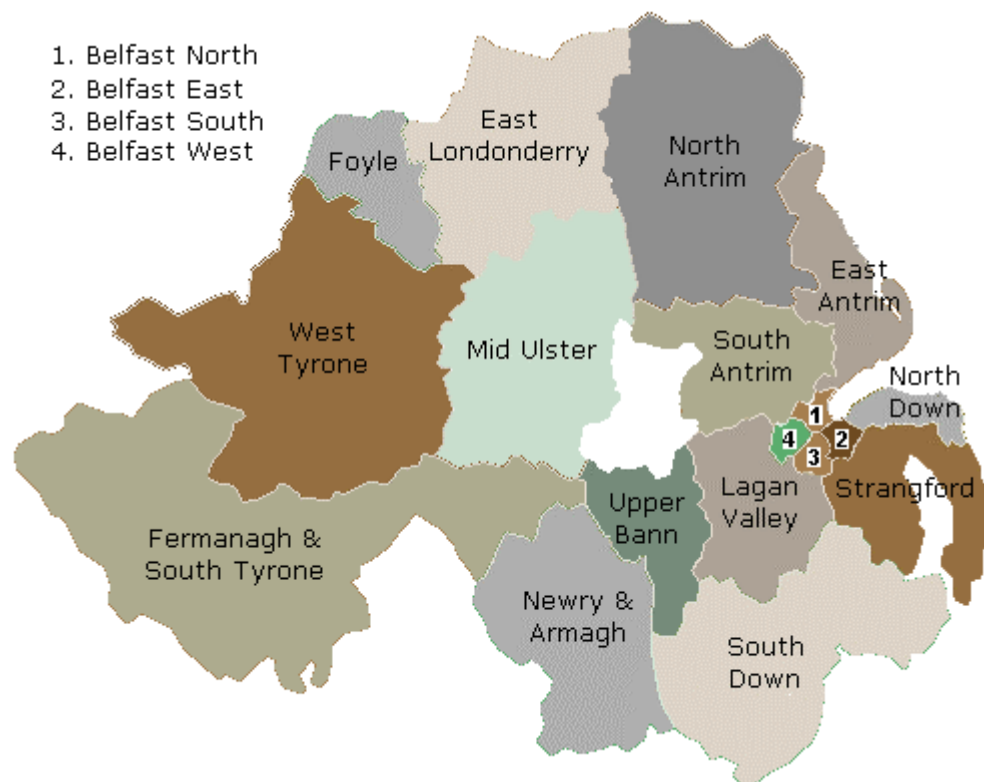 1. Belfast North
2. Belfast East
3. Belfast South
4. Belfast West
East
Londonderry
Foyle
North
Antrim
East
Antrim
West
Tyrone
Mid Ulster
South
Antrim
North
Down
1
4
2
3
Upper
Bann
Lagan
Valley
Strangford
Fermanagh &
South Tyrone
Newry &
Armagh
South
Down